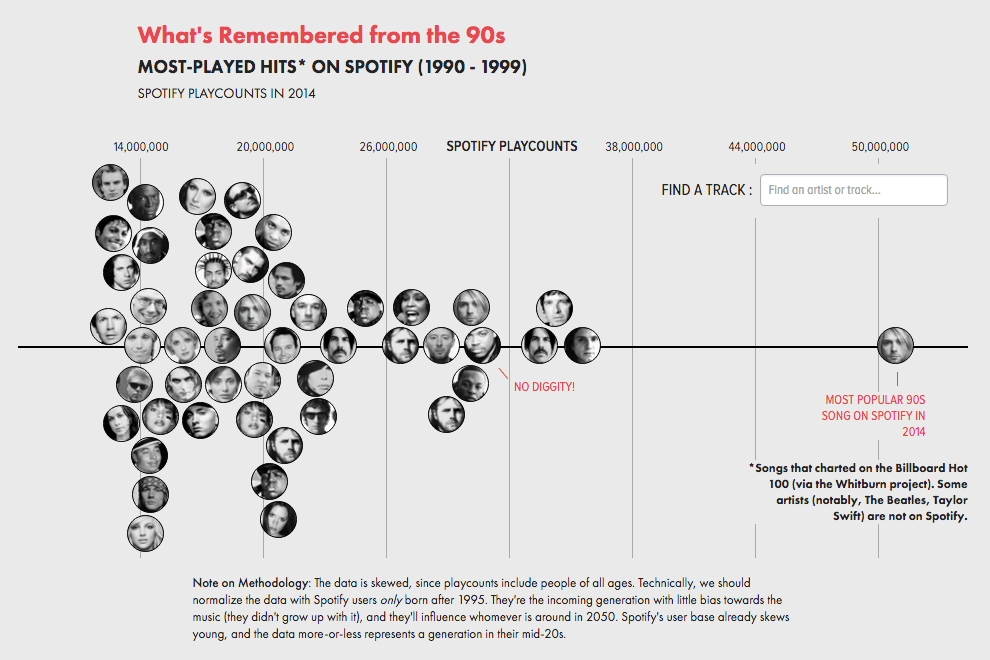 What's Remembered from the 90s
MOST-PLAYED HITS* ON SPOTIFY (1990 - 1999)
SPOTIFY PLAYCOUNTS IN 2014
14,000,000 20,000,000 26,000,000 SPOTIFY PLAYCOUNTS 38,000,000 44,000,000 50,000,000
FIND A TRACK : Find an artist or track...
NO DIGGITY!
MOST POPULAR 90S
SONG ON SPOTIFY IN
2014
*Songs that charted on the Billboard Hot
100 (via the Whitburn project). Some
artists (notably, The Beatles, Taylor
Swift) are not on Spotify.
Note on Methodology: The data is skewed, since playcounts include people of all ages. Technically, we should
normalize the data with Spotify users only born after 1995. They're the incoming generation with little bias towards the
music (they didn't grow up with it), and they'll influence whomever is around in 2050. Spotify's user base already skews
young, and the data more-or-less represents a generation in their mid-20s.